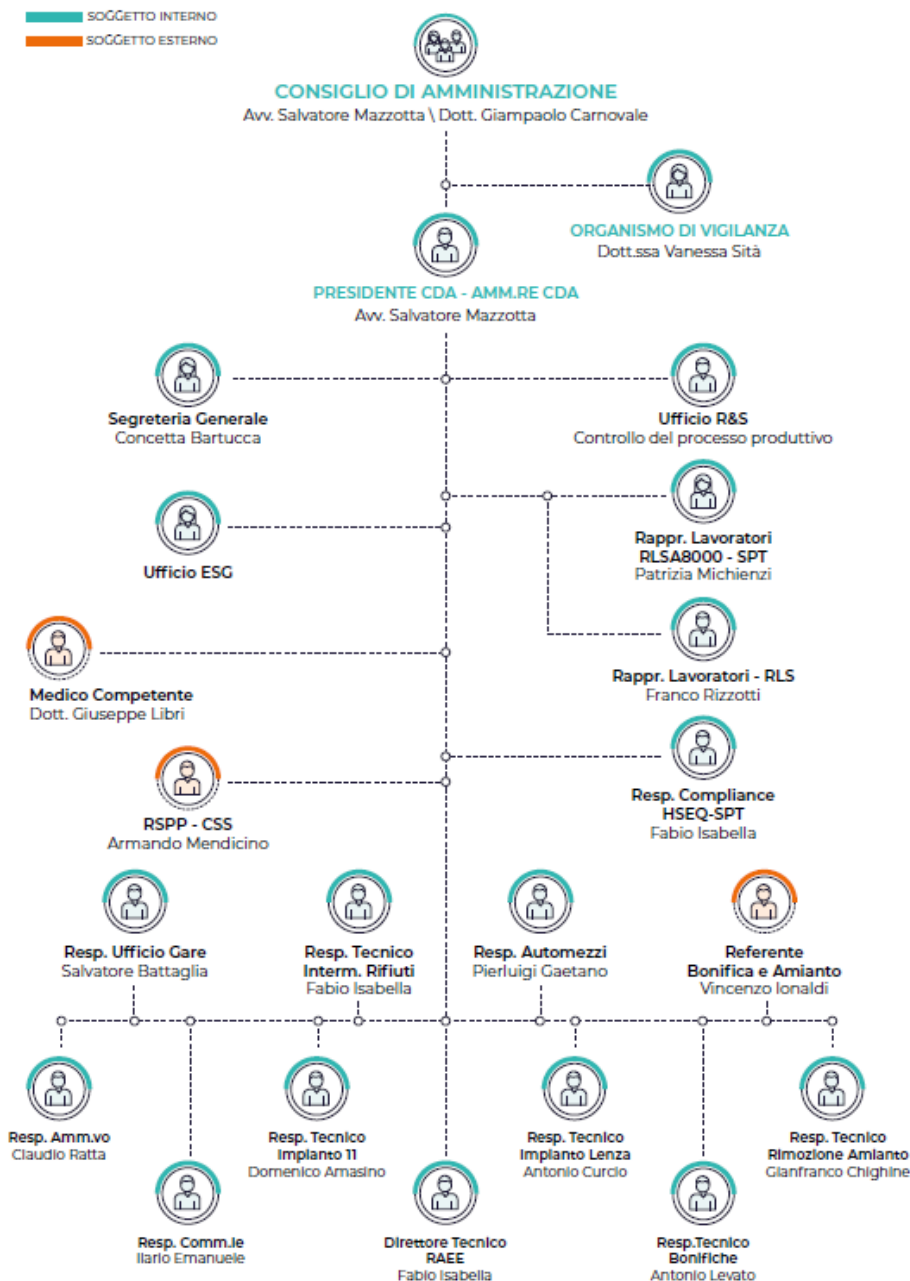 SOGGETTO INTERNO
SOGGETTO ESTERNO
CONSIGLIO DI AMMINISTRAZIONE
Avv. Salvatore Mazzotta \ Dott. Giampaolo Carnovale
ORGANISMO DI VIGILANZA
Dott.ssa Vanessa Sità
PRESIDENTE CDA - AMM.RE CDA
Avv. Salvatore Mazzotta
Segreteria Generale
Concetta Bartucca
Ufficio R&S
Controllo del processo produttivo
Rappr. Lavoratori
RLSA8000 - SPT
Patrizia Michienzi
Ufficio ESG
Rappr. Lavoratori - RLS
Franco Rizzotti
Medico Competente
Dott. Giuseppe Libri
Resp. Compliance
HSEQ-SPT
Fabio Isabella
RSPP - CSS
Armando Mendicino
Resp. Ufficio Gare
Salvatore Battaglia
Resp. Tecnico
Interm. Rifiuti
Fabio Isabella
Resp. Automezzi
Pierluigi Gaetano
Referente
Bonifica e Amianto
Vincenzo Ionaldi
Resp. Amm.vo
Claudio Ratta
Resp. Tecnico
Impianto 11
Domenico Amasino
Resp. Tecnico
Impianto Lenza
Antonio Curcio
Resp. Tecnico
Rimozione Amianto
Gianfranco Chighine
Resp. Comm.le
Ilario Emanuele
Direttore Tecnico
RAEE
Fabio Isabella
Resp.Tecnico
Bonifiche
Antonio Levato